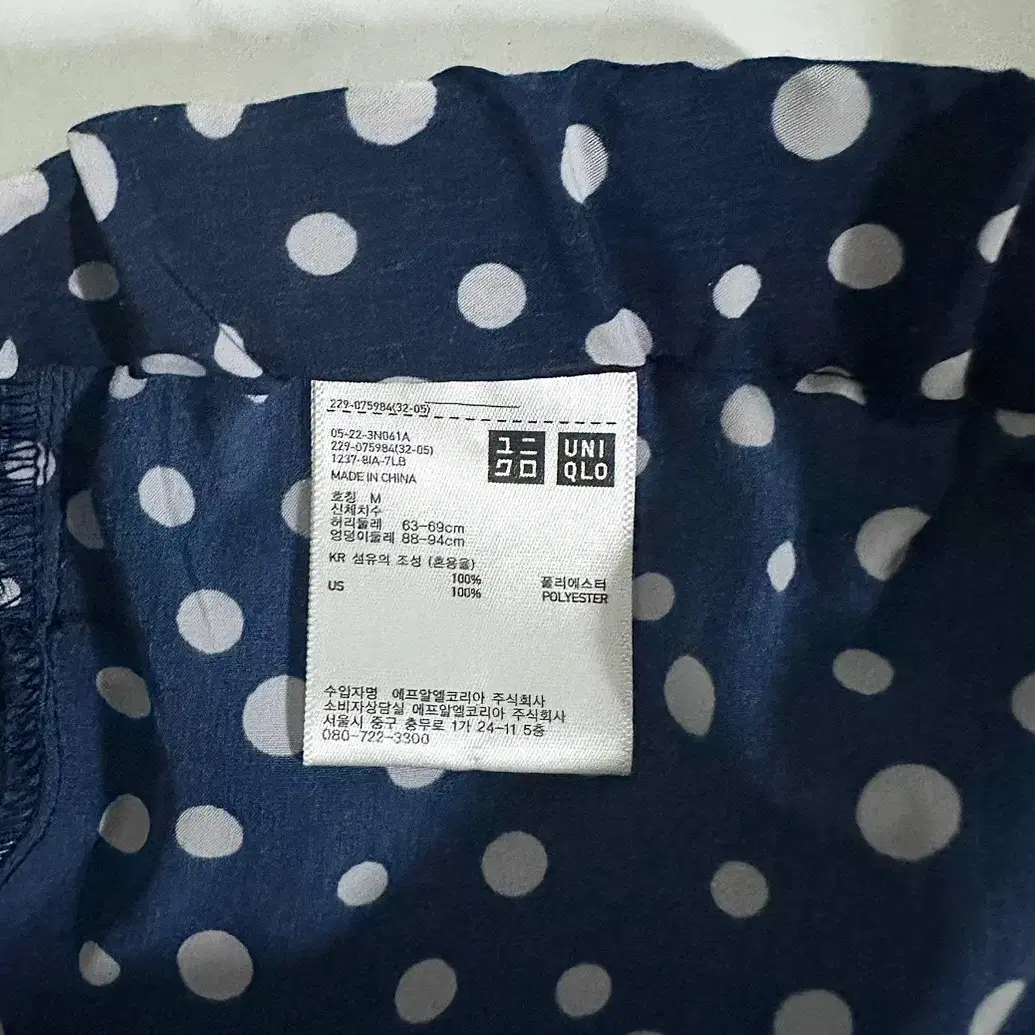 229-075984(32-05)
05-22-3N061A
229-075984(32-05)
1237-8IA-7LB
MADE IN CHINA
ユニ
クロ
UNI
QLO
호칭 M
신체치수
허리둘레 63-69cm
엉덩이둘레 88-94cm
KR 섬유의 조성 (혼용율)
100% 폴리에스터
US 100% POLYESTER
수입자명 에프알엘코리아 주식회사
소비자상담실 에프알엘코리아 주식회사
서울시 중구 충무로 1가 24-11 5층
080-722-3300